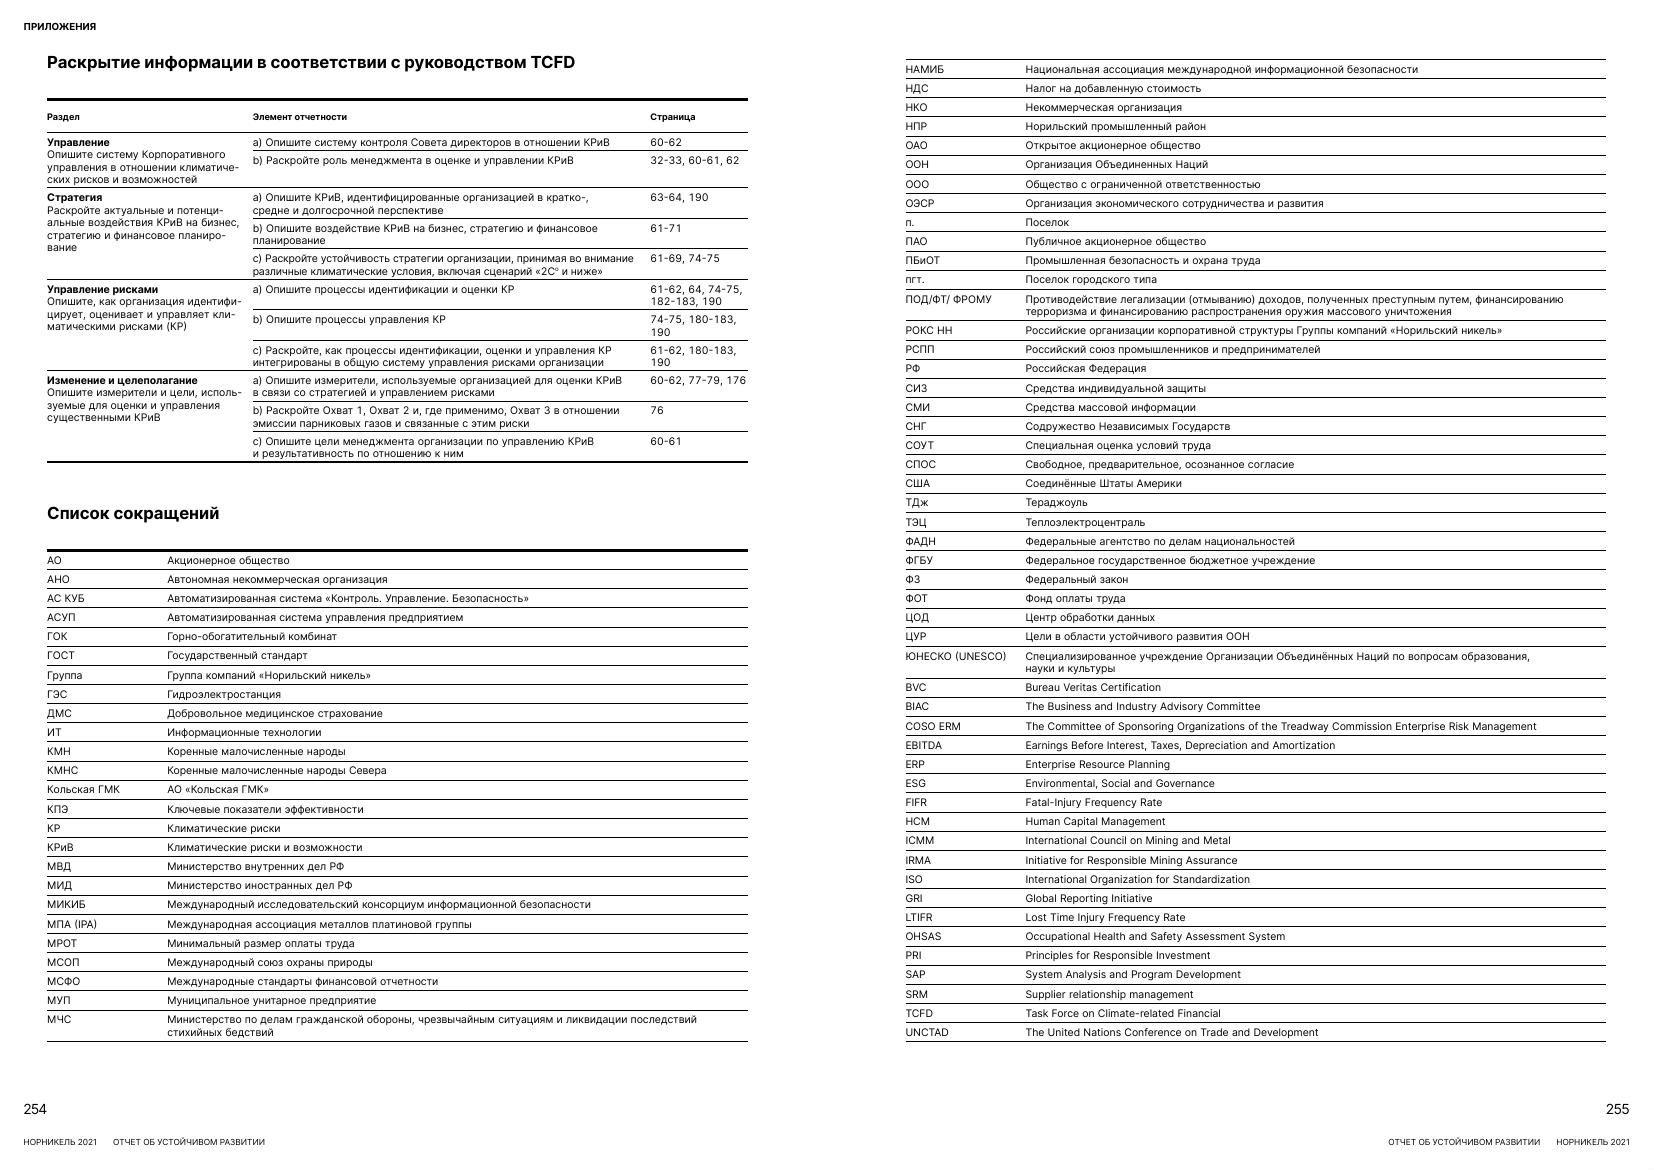 ПРИЛОЖЕНИЯ
Раскрытие информации в соответствии с руководством TCFD
Раздел Элемент отчетности Страница
Управление
Опишите систему Корпоративного
управления в отношении климатиче-
ских рисков и возможностей
a) Опишите систему контроля Совета директоров в отношении КРиВ 60-62
b) Раскройте роль менеджмента в оценке и управлении КРиВ 32-33, 60-61, 62
Стратегия
Раскройте актуальные и потенци-
альные воздействия КРиВ на бизнес,
стратегию и финансовое планиро-
вание
a) Опишите КРиВ, идентифицированные организацией в кратко-, 63-64, 190
средне и долгосрочной перспективе
b) Опишите воздействие КРиВ на бизнес, стратегию и финансовое 61-71
планирование
c) Раскройте устойчивость стратегии организации, принимая во внимание 61-69, 74-75
различные климатические условия, включая сценарий «2С° и ниже»
Управление рисками
Опишите, как организация идентифи-
цирует, оценивает и управляет кли-
матическими рисками (КР)
a) Опишите процессы идентификации и оценки КР 61-62, 64, 74-75,
182-183, 190
b) Опишите процессы управления КР 74-75, 180-183,
190
c) Раскройте, как процессы идентификации, оценки и управления КР 61-62, 180-183,
интегрированы в общую систему управления рисками организации 190
Изменение и целеполагание
Опишите измерители и цели, исполь-
зуемые для оценки и управления
существенными КРиВ
a) Опишите измерители, используемые организацией для оценки КРиВ 60-62, 77-79, 176
в связи со стратегией и управлением рисками
b) Раскройте Охват 1, Охват 2 и, где применимо, Охват 3 в отношении 76
эмиссии парниковых газов и связанные с этим риски
c) Опишите цели менеджмента организации по управлению КРиВ 60-61
и результативность по отношению к ним
Список сокращений
АО Акционерное общество
АНО Автономная некоммерческая организация
АС КУБ Автоматизированная система «Контроль. Управление. Безопасность»
АСУП Автоматизированная система управления предприятием
ГОК Горно-обогатительный комбинат
ГОСТ Государственный стандарт
Группа Группа компаний «Норильский никель»
ГЭС Гидроэлектростанция
ДМС Добровольное медицинское страхование
ИТ Информационные технологии
КМН Коренные малочисленные народы
КМНС Коренные малочисленные народы Севера
Кольская ГМК АО «Кольская ГМК»
КПЭ Ключевые показатели эффективности
КР Климатические риски
КРиВ Климатические риски и возможности
МВД Министерство внутренних дел РФ
МИД Министерство иностранных дел РФ
МИКИБ Международный исследовательский консорциум информационной безопасности
МПА (IPA) Международная ассоциация металлов платиновой группы
МРОТ Минимальный размер оплаты труда
МСОП Международный союз охраны природы
МСФО Международные стандарты финансовой отчетности
МУП Муниципальное унитарное предприятие
МЧС Министерство по делам гражданской обороны, чрезвычайным ситуациям и ликвидации последствий
стихийных бедствий
НАМИБ Национальная ассоциация международной информационной безопасности
НДС Налог на добавленную стоимость
НКО Некоммерческая организация
НПР Норильский промышленный район
ОАО Открытое акционерное общество
ООН Организация Объединенных Наций
ООО Общество с ограниченной ответственностью
ОЭСР Организация экономического сотрудничества и развития
п. Поселок
ПАО Публичное акционерное общество
ПБиОТ Промышленная безопасность и охрана труда
пгт. Поселок городского типа
ПОД/ФТ/ ФРОМУ Противодействие легализации (отмыванию) доходов, полученных преступным путем, финансированию
терроризма и финансированию распространения оружия массового уничтожения
РОКС НН Российские организации корпоративной структуры Группы компаний «Норильский никель»
РСПП Российский союз промышленников и предпринимателей
РФ Российская Федерация
СИЗ Средства индивидуальной защиты
СМИ Средства массовой информации
СНГ Содружество Независимых Государств
СОУТ Специальная оценка условий труда
СПОС Свободное, предварительное, осознанное согласие
США Соединённые Штаты Америки
ТДж Тераджоуль
ТЭЦ Теплоэлектроцентраль
ФАДН Федеральные агентство по делам национальностей
ФГБУ Федеральное государственное бюджетное учреждение
ФЗ Федеральный закон
ФОТ Фонд оплаты труда
ЦОД Центр обработки данных
ЦУР Цели в области устойчивого развития ООН
ЮНЕСКО (UNESCO) Специализированное учреждение Организации Объединённых Наций по вопросам образования,
науки и культуры
BVC Bureau Veritas Certification
BIAC The Business and Industry Advisory Committee
COSO ERM The Committee of Sponsoring Organizations of the Treadway Commission Enterprise Risk Management
EBITDA Earnings Before Interest, Taxes, Depreciation and Amortization
ERP Enterprise Resource Planning
ESG Environmental, Social and Governance
FIFR Fatal-Injury Frequency Rate
HCM Human Capital Management
ICMM International Council on Mining and Metal
IRMA Initiative for Responsible Mining Assurance
ISO International Organization for Standardization
GRI Global Reporting Initiative
LTIFR Lost Time Injury Frequency Rate
OHSAS Occupational Health and Safety Assessment System
PRI Principles for Responsible Investment
SAP System Analysis and Program Development
SRM Supplier relationship management
TCFD Task Force on Climate-related Financial
UNCTAD The United Nations Conference on Trade and Development
254
255
НОРНИКЕЛЬ 2021 ОТЧЕТ ОБ УСТОЙЧИВОМ РАЗВИТИИ
ОТЧЕТ ОБ УСТОЙЧИВОМ РАЗВИТИИ НОРНИКЕЛЬ 2021